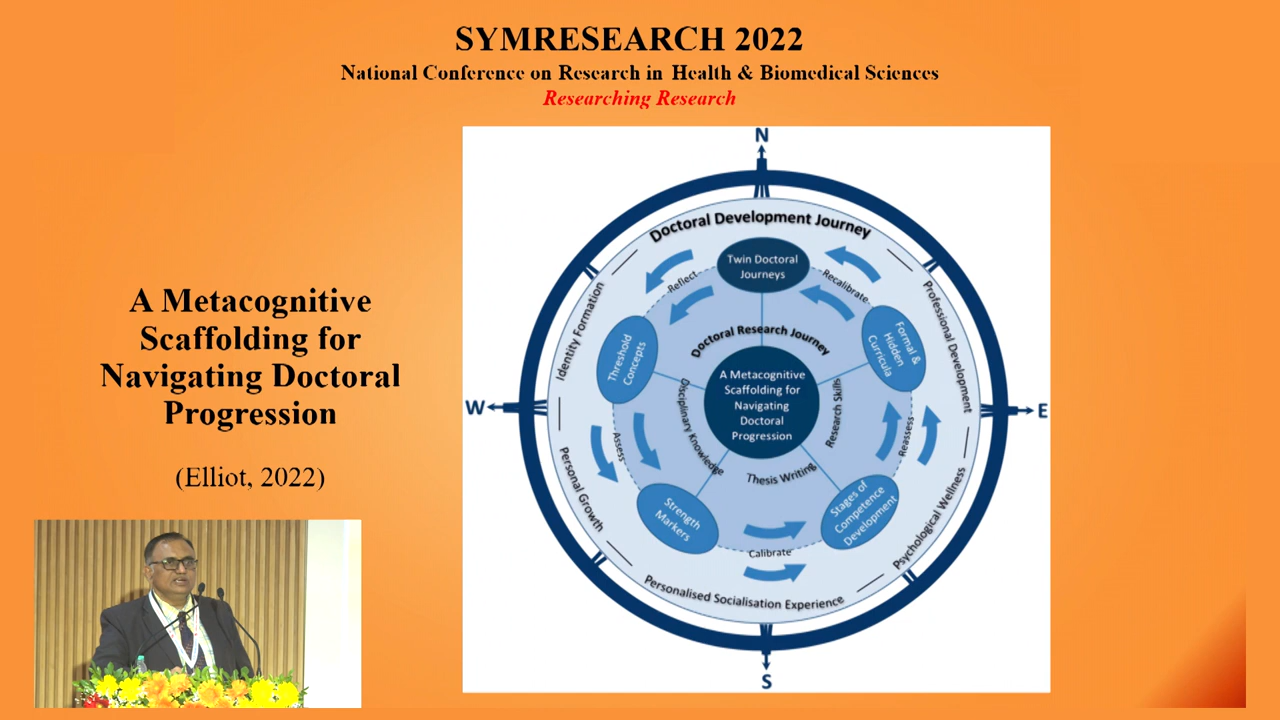 SYMRESEARCH 2022
National Conference on Research in Health & Biomedical Sciences
Researching Research
A Metacognitive
Scaffolding for
Navigating Doctoral
Progression
(Elliot, 2022)
N
Doctoral Development Journey
Twin Doctoral
Journeys
Reflect
Recalibrate
Identity Formation
Professional Development
Threshold
Concepts
Formal &
Hidden
Curricula
Doctoral Research Journey
A Metacognitive
Scaffolding for
Navigating
Doctoral
Progression
W
E
Disciplinary Knowledge
Research Skills
Thesis Writing
Assess
Reassess
Personal Growth
Psychological Wellness
Strength
Markers
Stages of
Competence
Development
Calibrate
Personalised Socialisation Experience
S